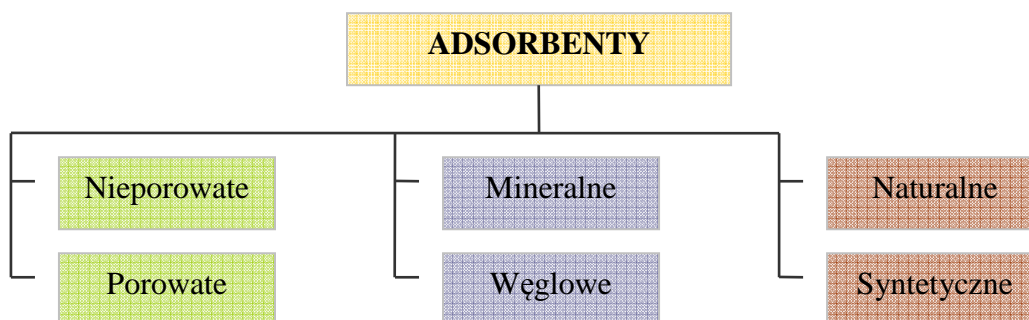 ADSORBENTY
Nieporowate
Mineralne
Naturalne
Porowate
Węglowe
Syntetyczne